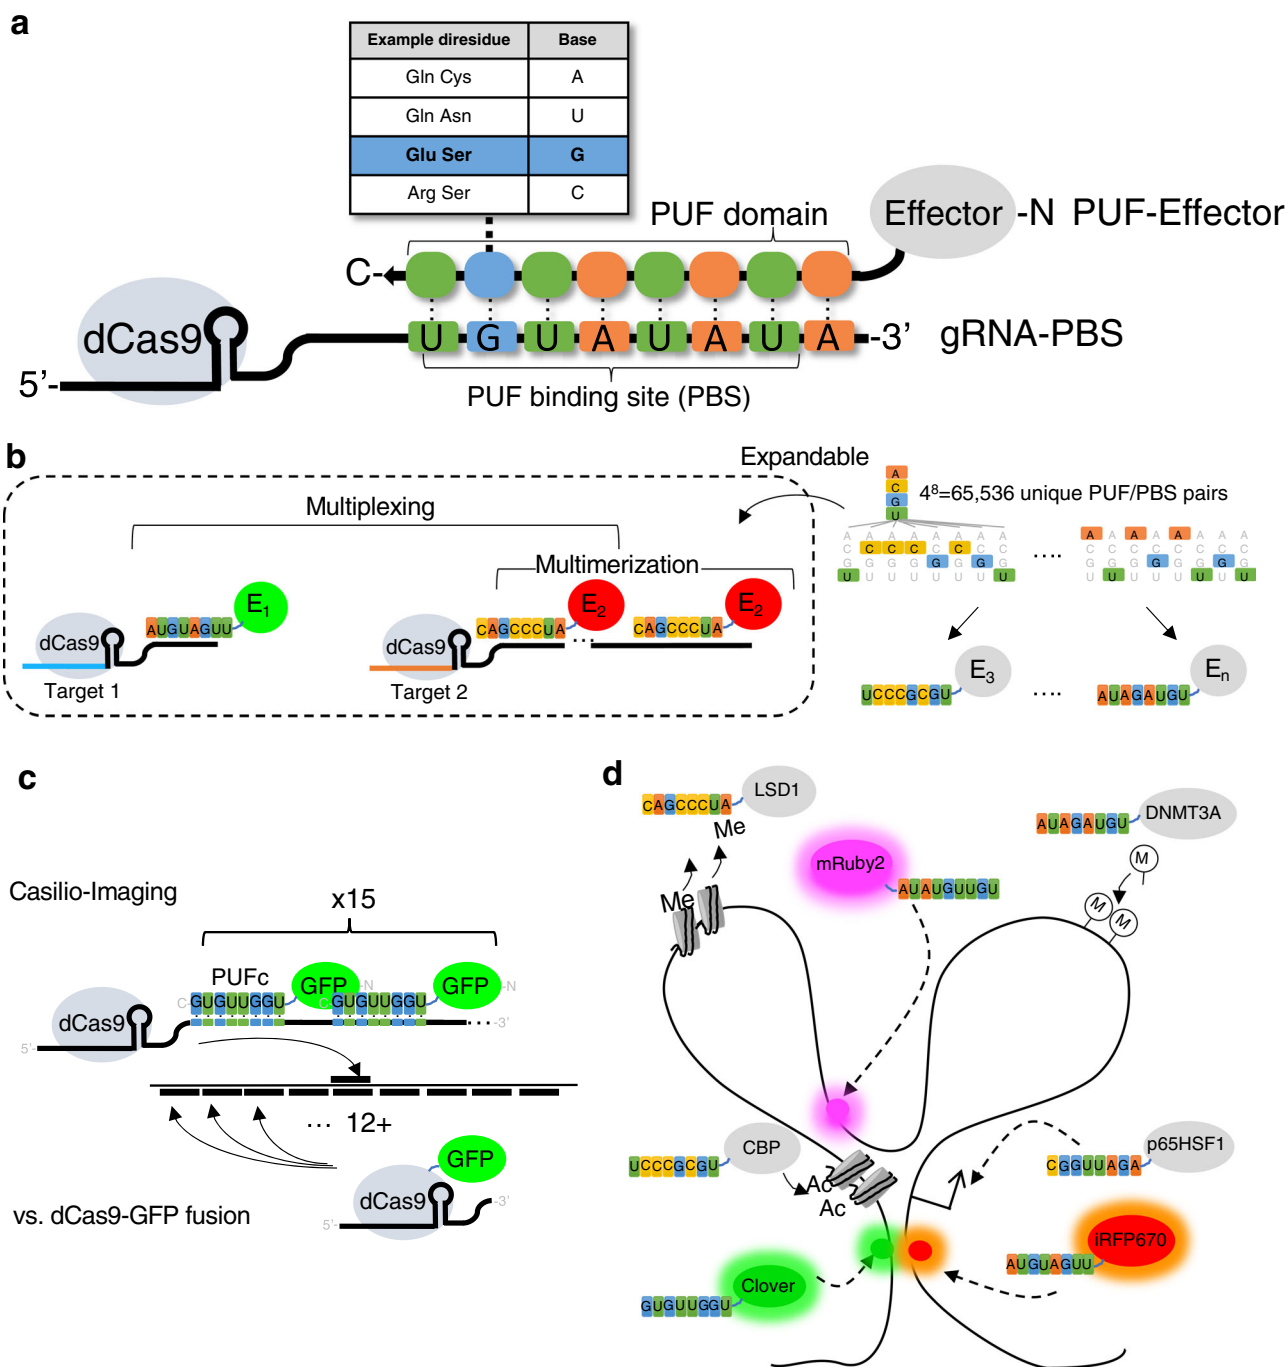 a
Example diresidue Base
Gln Cys A
Gln Asn U
Glu Ser G
Arg Ser C
PUF domain
Effector -N PUF-Effector
C-
dCas9
U G U A U A U A -3’ gRNA-PBS
5’-
PUF binding site (PBS)
b
Expandable
Multiplexing
A
C
G
U
4⁸=65,536 unique PUF/PBS pairs
A A A A A A A A
C C C C C C C C
G G G G G G G G
U U U U U U U U
....
A A A A A A A A
C C C C C C C C
G G G G G G G G
U U U U U U U U
Multimerization
E₁
AUGUAGUU
dCas9
Target 1
E₂
CAGCCCUA
...
E₂
CAGCCCUA
dCas9
Target 2
E₃
UCCCGCGU
....
Eₙ
AUAGAUGU
c
Casilio-Imaging
x15
PUFc
GFP -N
GFP -N
C- GUGUUGGU
C- GUGUUGGU
dCas9
...-3’
5’-
... 12+
GFP
dCas9
-3’
5’-
vs. dCas9-GFP fusion
d
LSD1
CAGCCCUA
Me
Me
mRuby2
AUAUGUUGU
DNMT3A
AUAGAUGU
M
M
M
CBP
UCCCGCGU
Ac
Ac
p65HSF1
CGGUUAGA
iRFP670
AUGUAGUU
Clover
GUGUUGGU